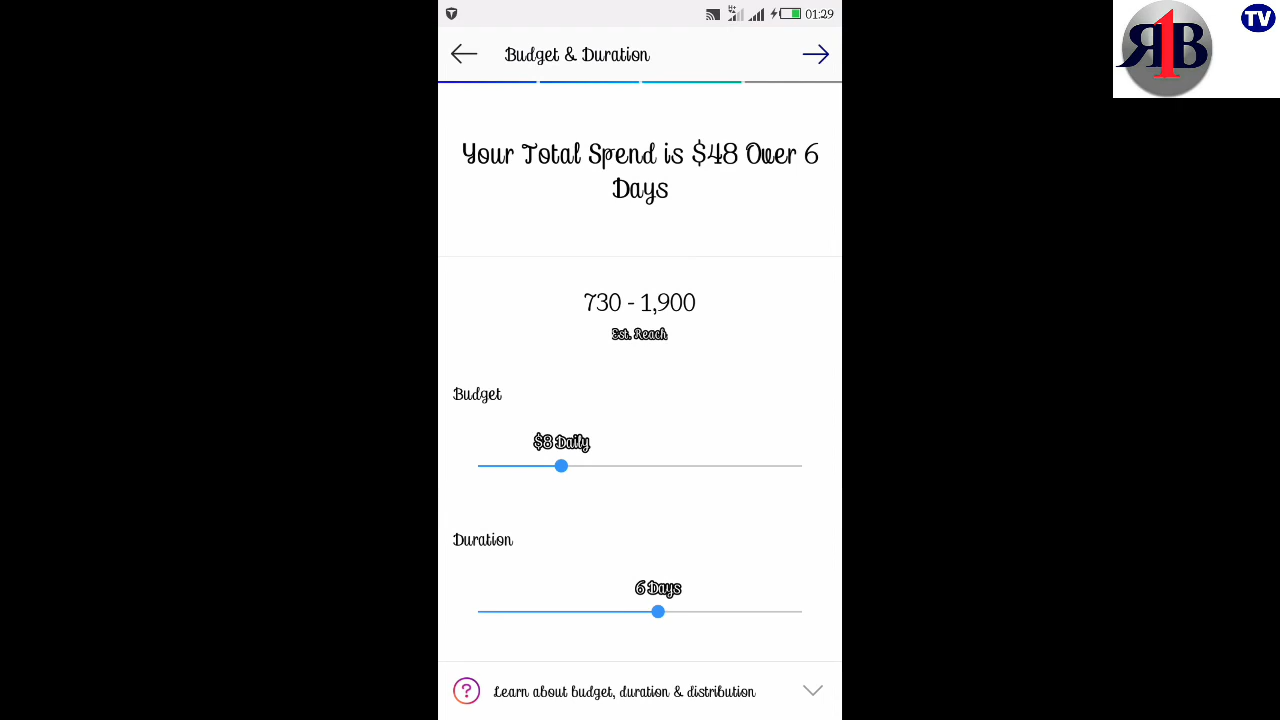 01:29
Budget & Duration
Your Total Spend is $48 Over 6
Days
730 - 1,900
Est. Reach
Budget
$8 Daily
Duration
6 Days
? Learn about budget, duration & distribution
R1B
TV